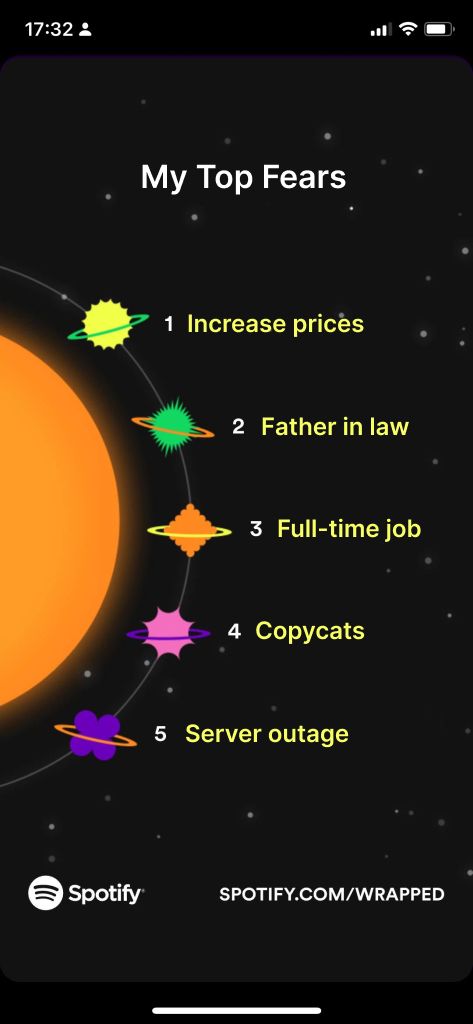 17:32
My Top Fears
1 Increase prices
2 Father in law
3 Full-time job
4 Copycats
5 Server outage
Spotify SPOTIFY.COM/WRAPPED